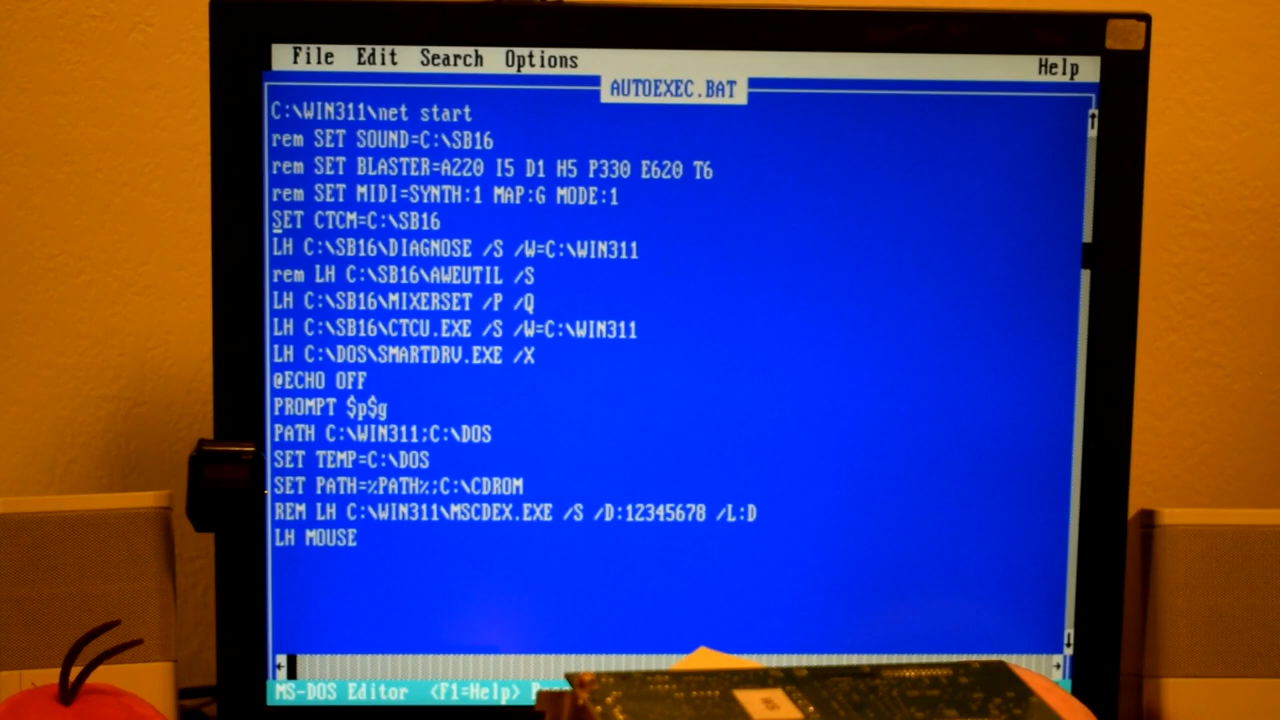 File Edit Search Options Help
AUTOEXEC.BAT
C:\WIN311\net start
rem SET SOUND=C:\SB16
rem SET BLASTER=A220 I5 D1 H5 P330 E620 T6
rem SET MIDI=SYNTH:1 MAP:G MODE:1
SET CTCM=C:\SB16
LH C:\SB16\DIAGNOSE /S /W=C:\WIN311
rem LH C:\SB16\AWEUTIL /S
LH C:\SB16\MIXERSET /P /Q
LH C:\SB16\CTCU.EXE /S /W=C:\WIN311
LH C:\DOS\SMARTDRV.EXE /X
@ECHO OFF
PROMPT $p$g
PATH C:\WIN311;C:\DOS
SET TEMP=C:\DOS
SET PATH=%PATH%;C:\CDROM
REM LH C:\WIN311\MSCDEX.EXE /S /D:12345678 /L:D
LH MOUSE
MS-DOS Editor <F1=Help>